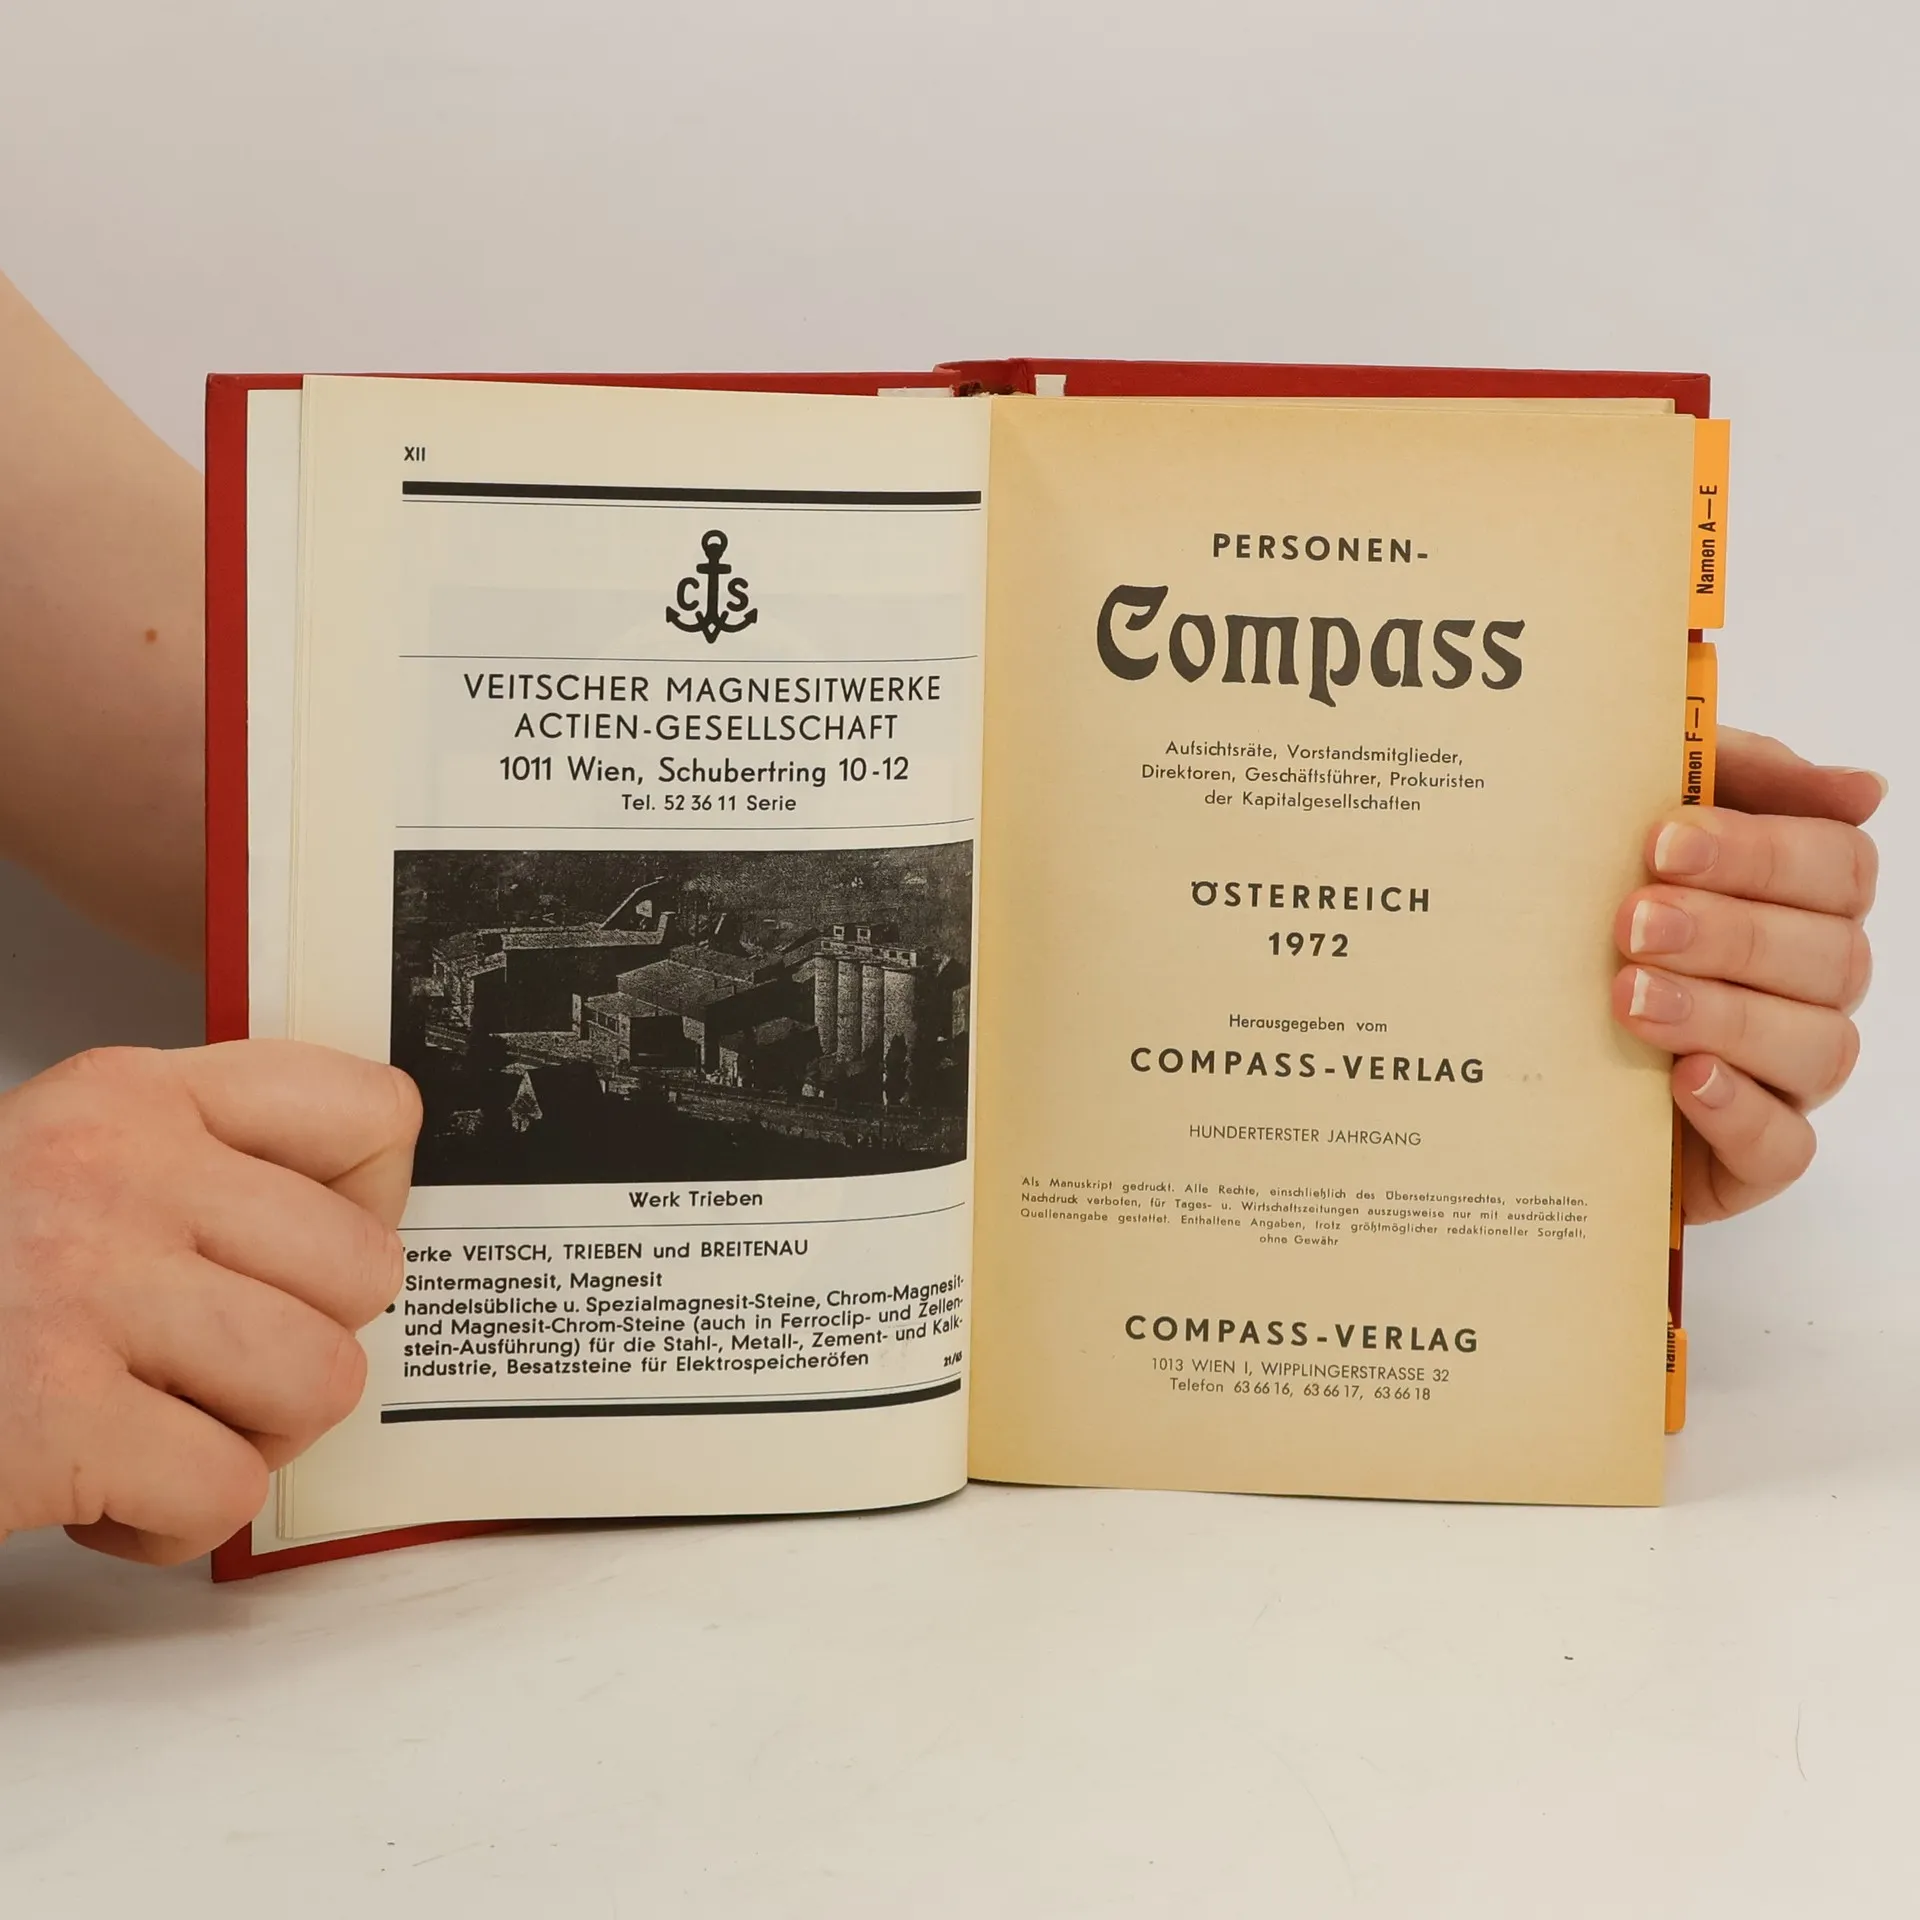 XII
C S
VEITSCHER MAGNESITWERKE
ACTIEN-GESELLSCHAFT
1011 Wien, Schubertring 10-12
Tel. 52 36 11 Serie
Werk Trieben
erke VEITSCH, TRIEBEN und BREITENAU
Sintermagnesit, Magnesit
handelsübliche u. Spezialmagnesit-Steine, Chrom-Magnesit-
und Magnesit-Chrom-Steine (auch in Ferroclip- und Zellen-
stein-Ausführung) für die Stahl-, Metall-, Zement- und Kalk-
industrie, Besatzsteine für Elektrospeicheröfen
PERSONEN-
Compass
Aufsichtsräte, Vorstandsmitglieder,
Direktoren, Geschäftsführer, Prokuristen
der Kapitalgesellschaften
ÖSTERREICH
1972
Herausgegeben vom
COMPASS-VERLAG
HUNDERTERSTER JAHRGANG
Als Manuskript gedruckt. Alle Rechte, einschließlich des Übersetzungsrechtes, vorbehalten.
Nachdruck verboten, für Tages- u. Wirtschaftszeitungen auszugsweise nur mit ausdrücklicher
Quellenangabe gestattet. Enthaltene Angaben, trotz größtmöglicher redaktioneller Sorgfalt,
ohne Gewähr
COMPASS-VERLAG
1013 WIEN I, WIPPLINGERSTRASSE 32
Telefon 63 66 16, 63 66 17, 63 66 18
Namen A—E
Namen F—J
Namen